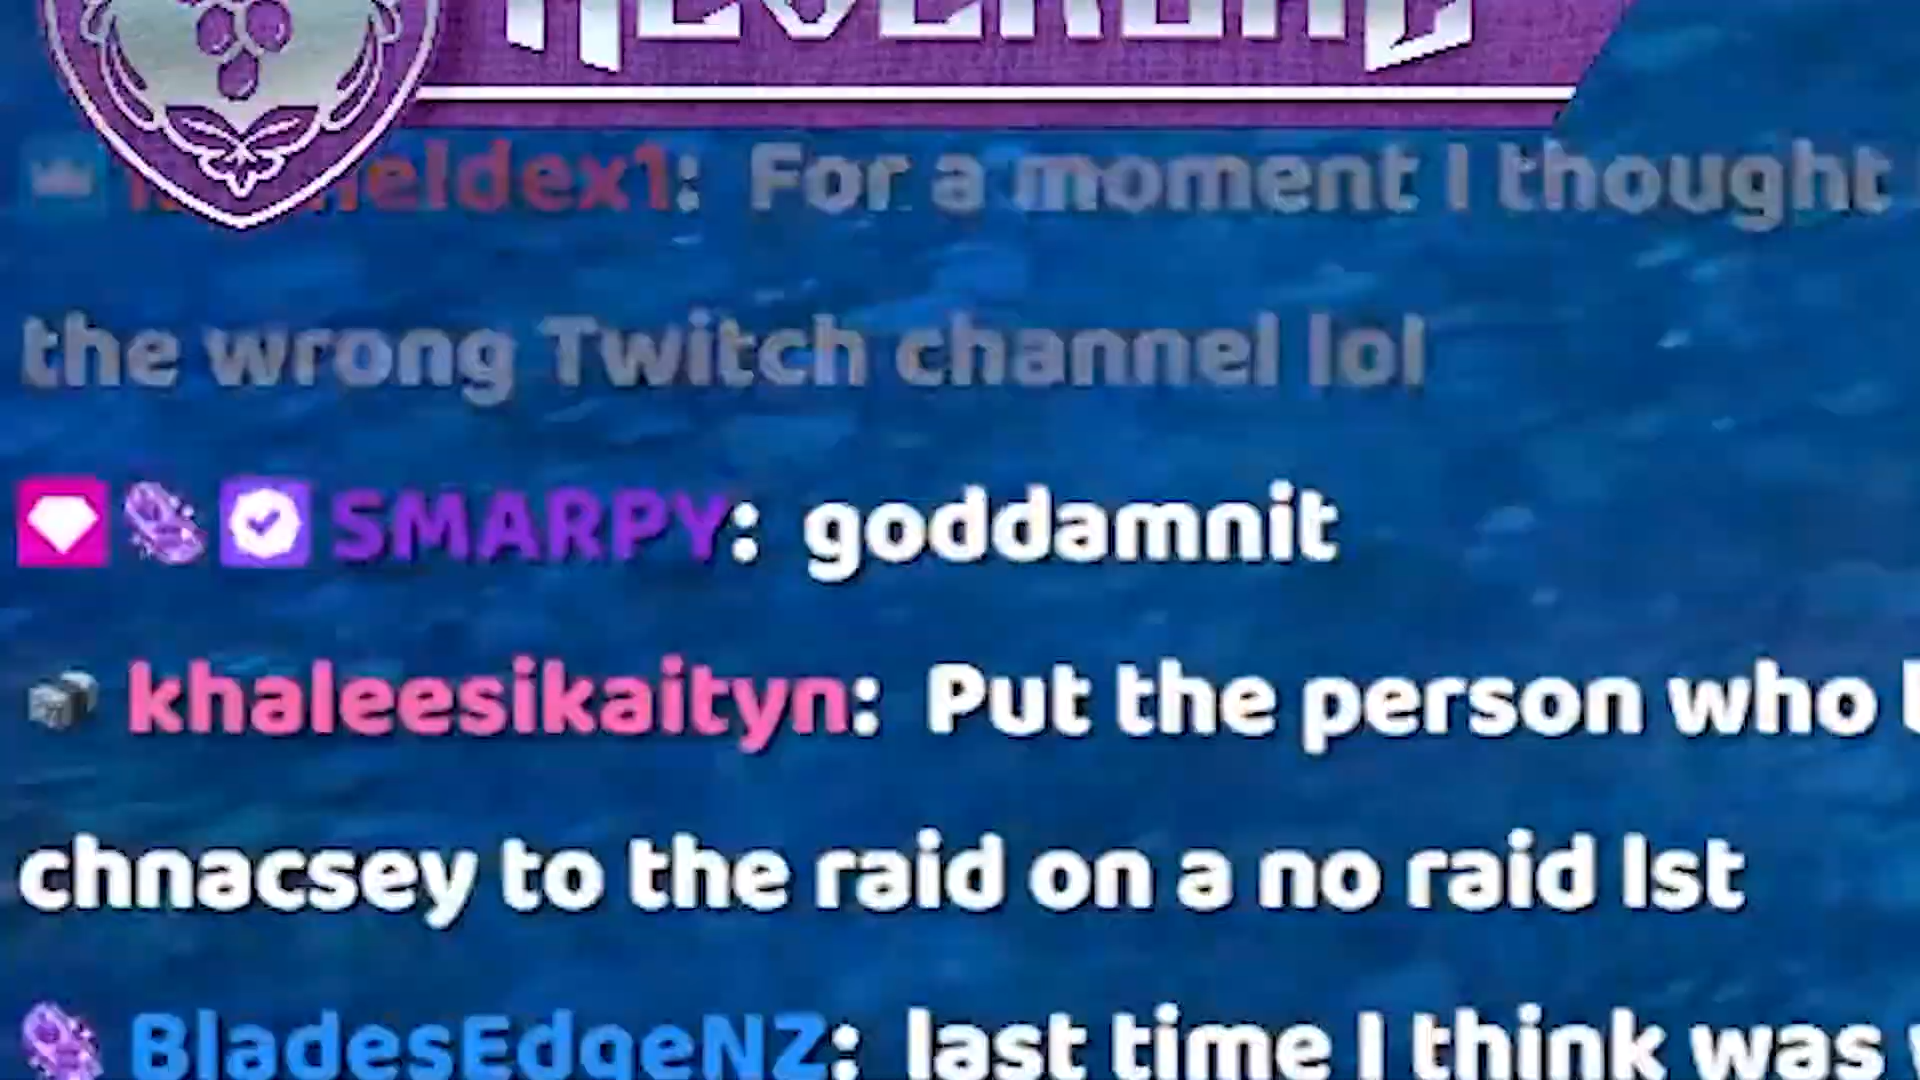 eldex1: For a moment I thought
the wrong Twitch channel lol
SMARPY: goddamnit
khaleesikaityn: Put the person who
chnacsey to the raid on a no raid lst
BladesEdgeNZ: last time I think was